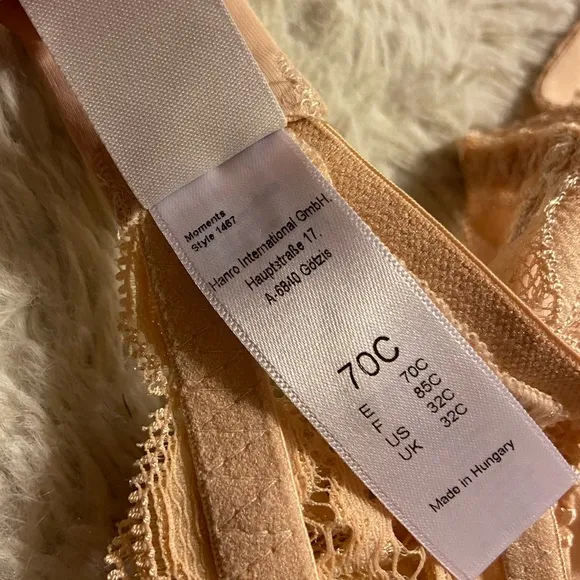 Moments
Style 1467
Hanro International GmbH.
Hauptstraße 17.
A-6840 Götzis
70C
E 70C
F 85C
US 32C
UK 32C
Made in Hungary